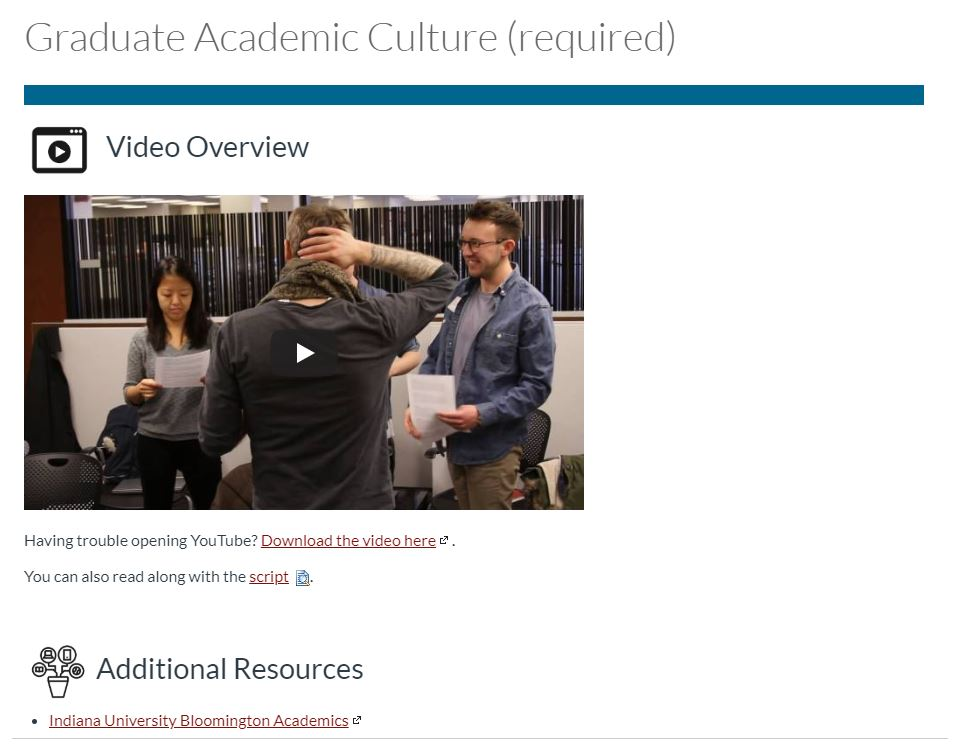 Graduate Academic Culture (required)
Video Overview
Having trouble opening YouTube? Download the video here .
You can also read along with the script .
Additional Resources
Indiana University Bloomington Academics